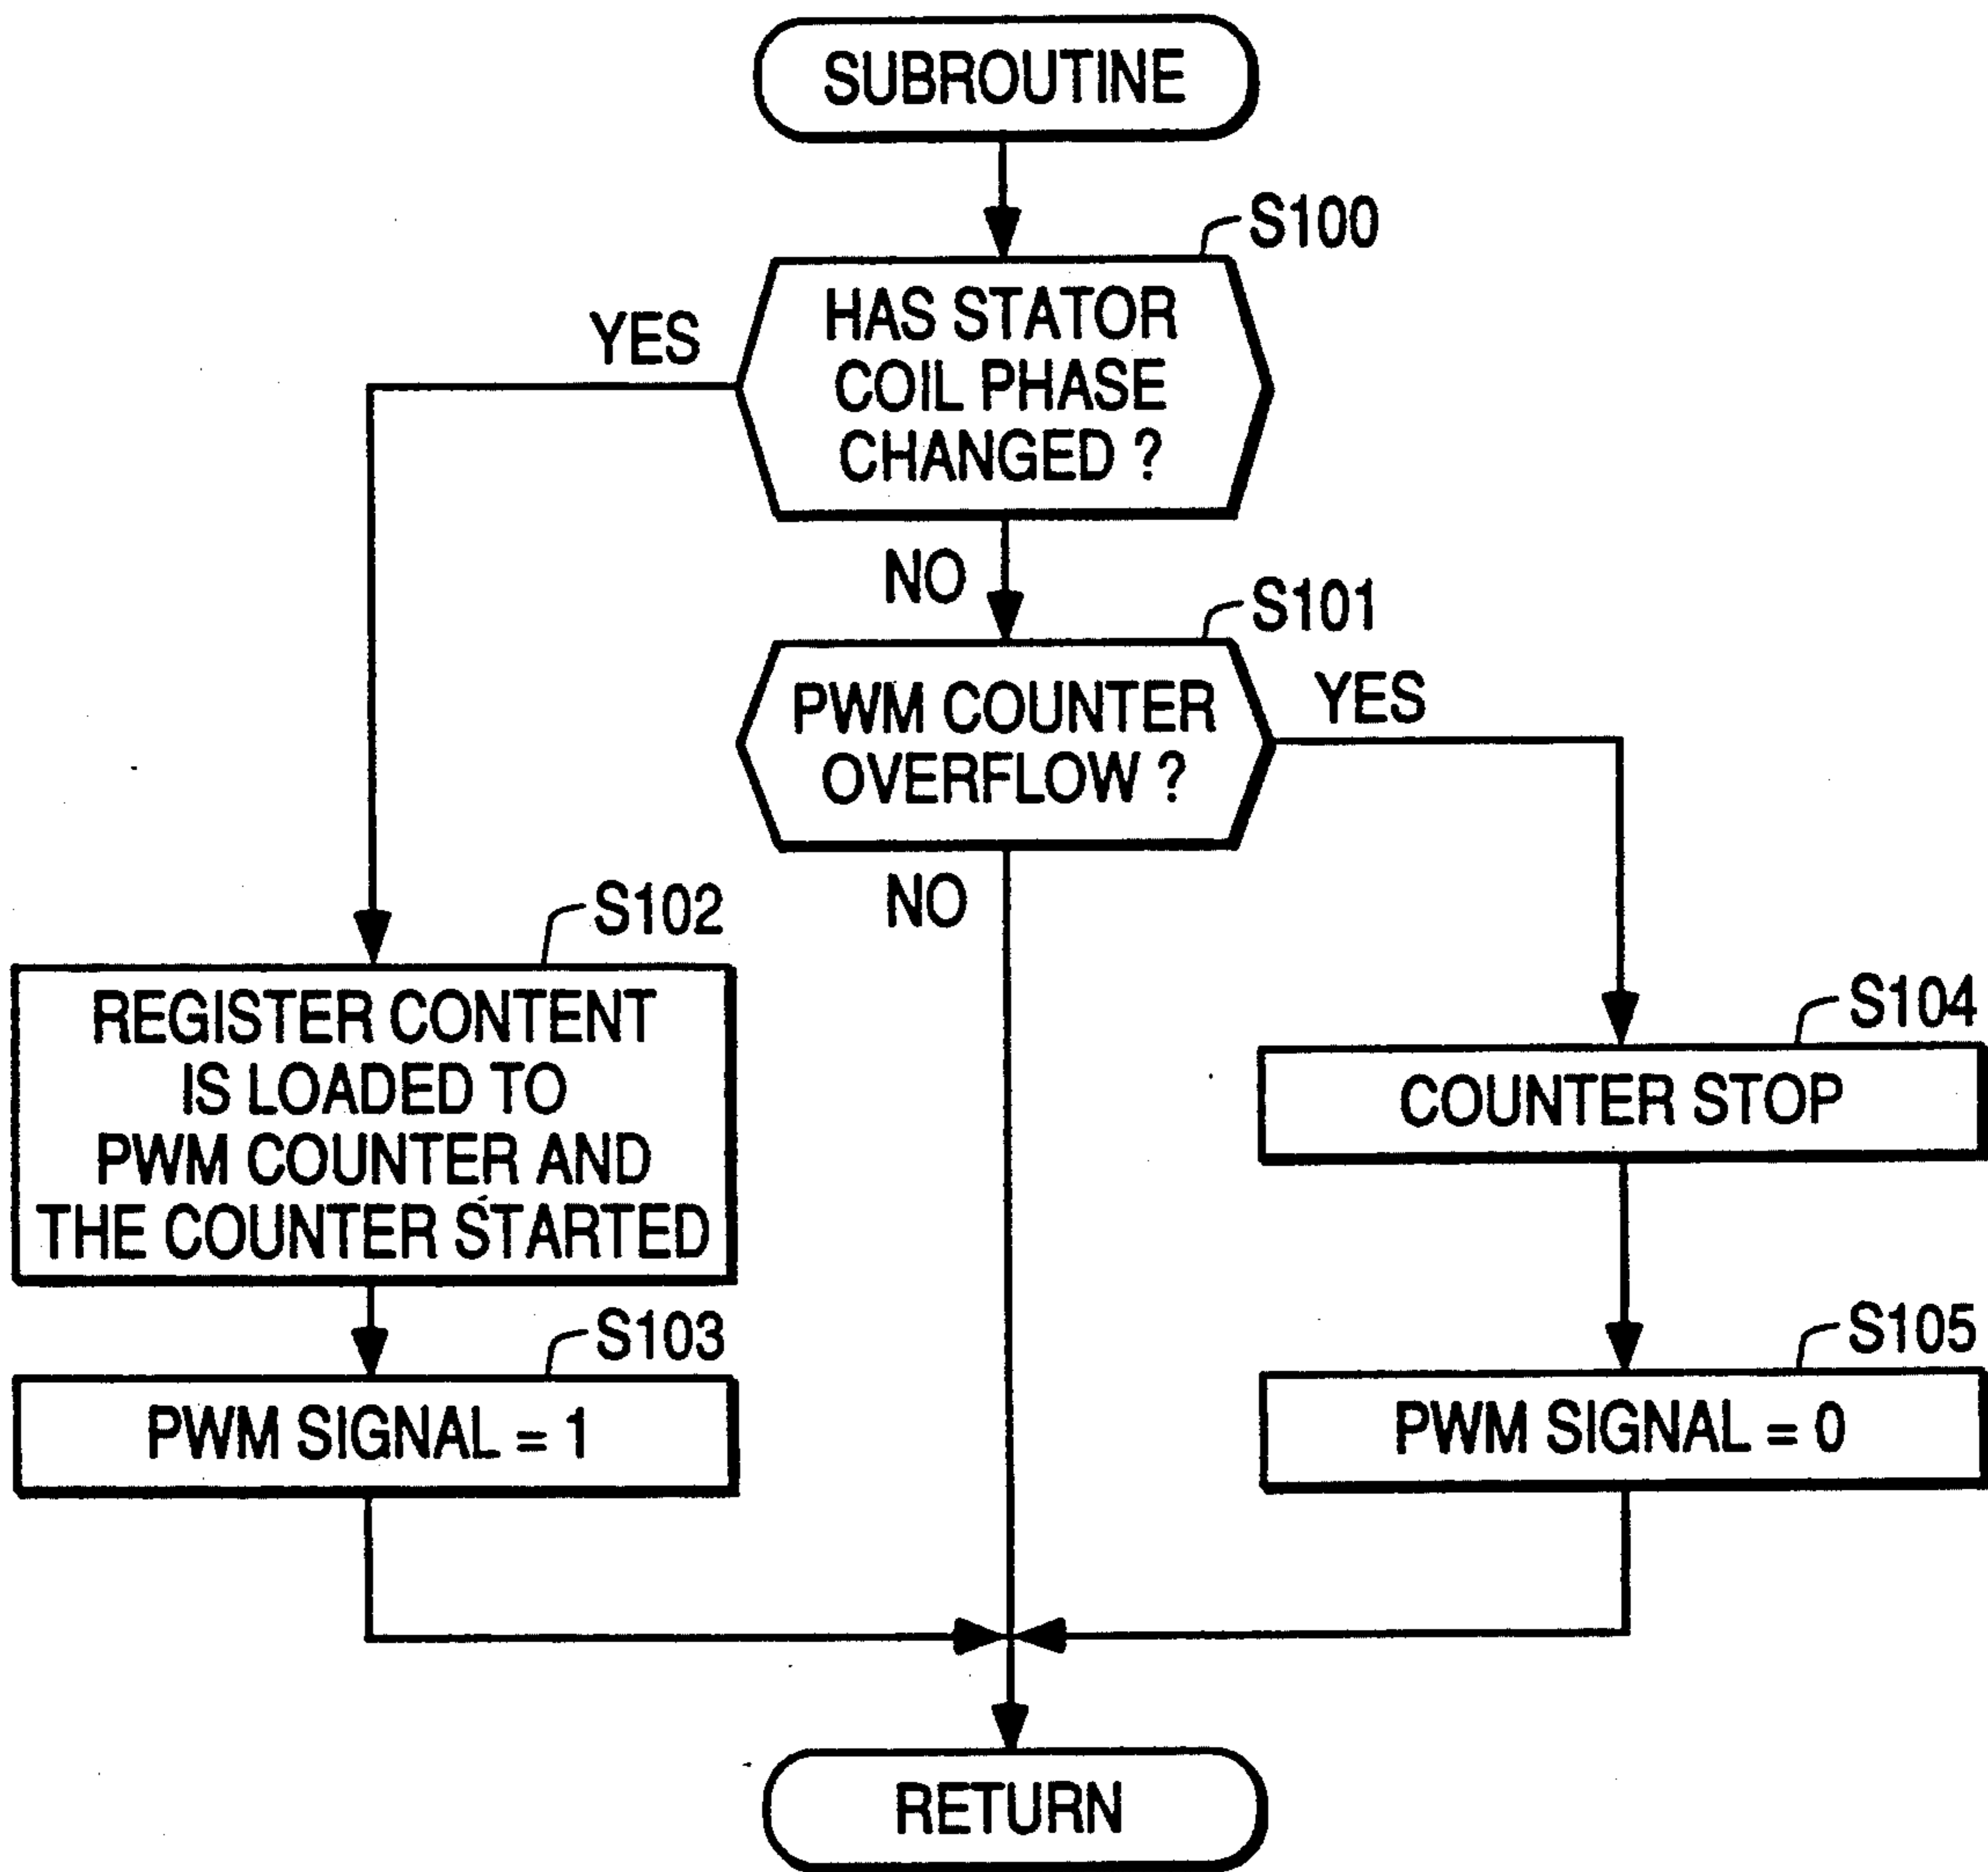 SUBROUTINE
S100
HAS STATOR
COIL PHASE
CHANGED ?
YES
NO
S101
PWM COUNTER
OVERFLOW ?
YES
NO
S102
REGISTER CONTENT
IS LOADED TO
PWM COUNTER AND
THE COUNTER STARTED
S104
COUNTER STOP
S103
PWM SIGNAL = 1
S105
PWM SIGNAL = 0
RETURN